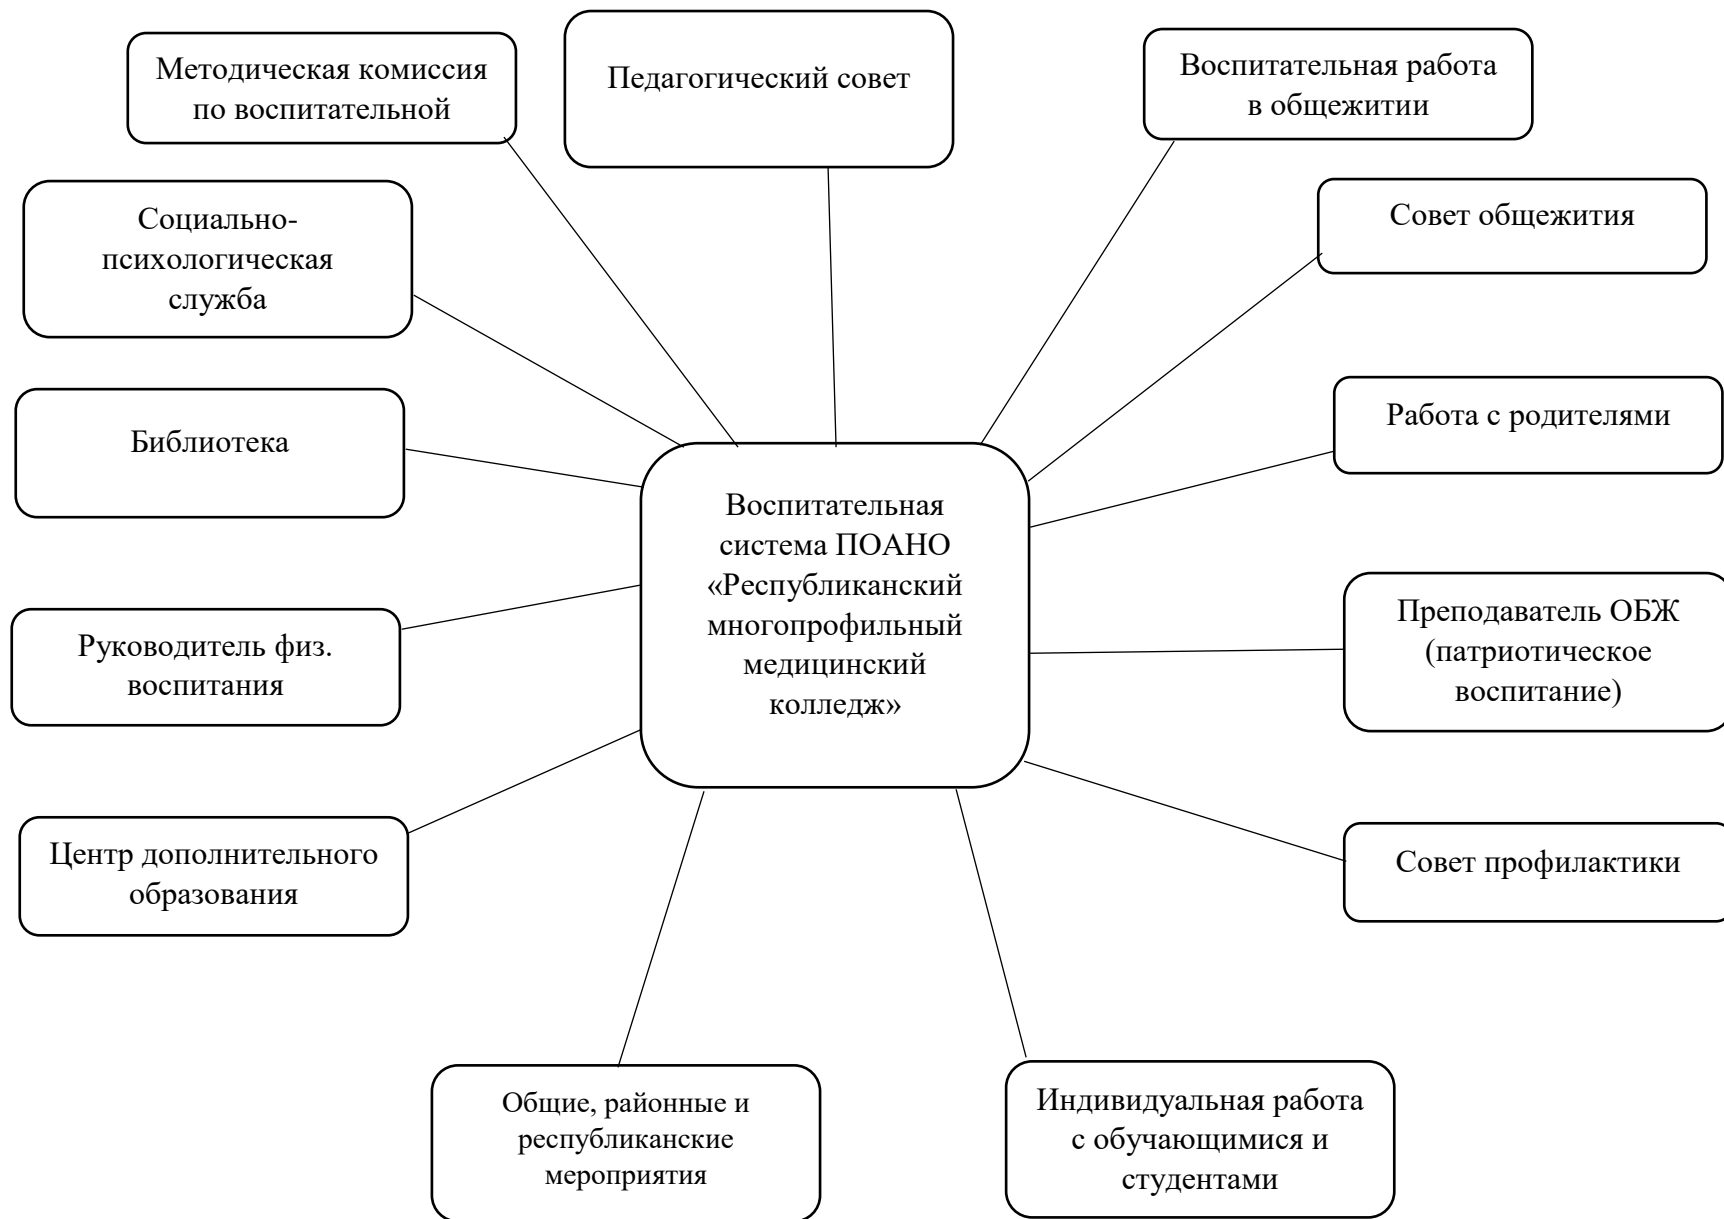 Методическая комиссия
по воспитательной
Педагогический совет
Воспитательная работа
в общежитии
Социально-
психологическая
служба
Совет общежития
Библиотека
Работа с родителями
Воспитательная
система ПОАНО
«Республиканский
многопрофильный
медицинский
колледж»
Руководитель физ.
воспитания
Преподаватель ОБЖ
(патриотическое
воспитание)
Центр дополнительного
образования
Совет профилактики
Общие, районные и
республиканские
мероприятия
Индивидуальная работа
с обучающимися и
студентами